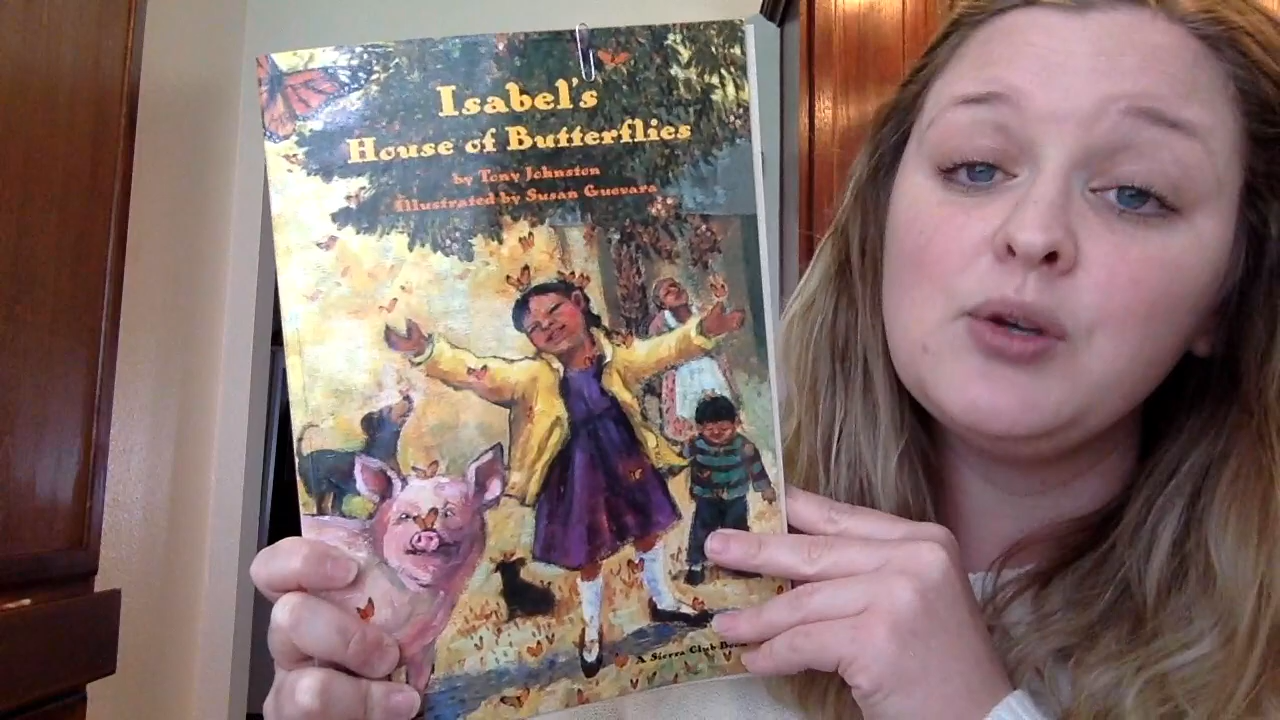 Isabel's
House of Butterflies
by Tony Johnston
Illustrated by Susan Guevara
A Sierra Club Book